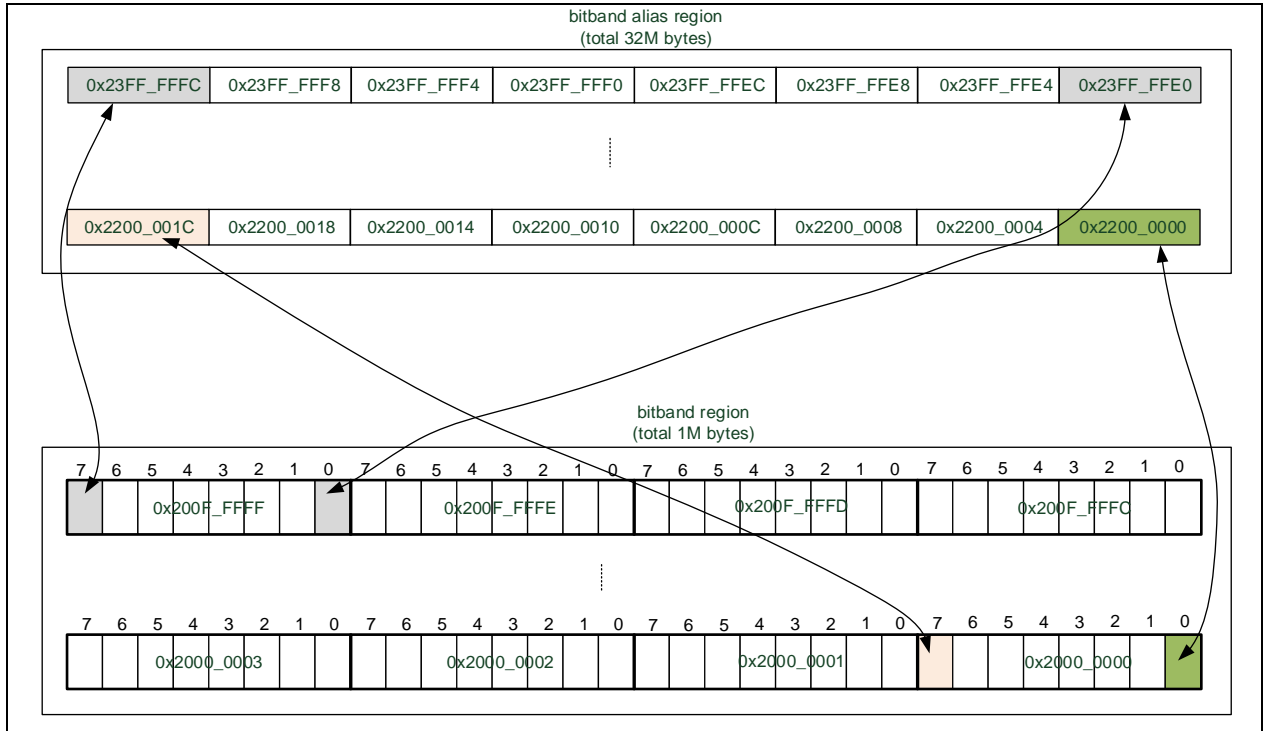 bitband alias region
(total 32M bytes)
0x23FF_FFFC 0x23FF_FFF8 0x23FF_FFF4 0x23FF_FFF0 0x23FF_FFEC 0x23FF_FFE8 0x23FF_FFE4 0x23FF_FFE0
0x2200_001C 0x2200_0018 0x2200_0014 0x2200_0010 0x2200_000C 0x2200_0008 0x2200_0004 0x2200_0000
bitband region
(total 1M bytes)
7 6 5 4 3 2 1 0 7 6 5 4 3 2 1 0 7 6 5 4 3 2 1 0 7 6 5 4 3 2 1 0
0x200F_FFFF 0x200F_FFFE 0x200F_FFFD 0x200F_FFFC
7 6 5 4 3 2 1 0 7 6 5 4 3 2 1 0 7 6 5 4 3 2 1 0 7 6 5 4 3 2 1 0
0x2000_0003 0x2000_0002 0x2000_0001 0x2000_0000